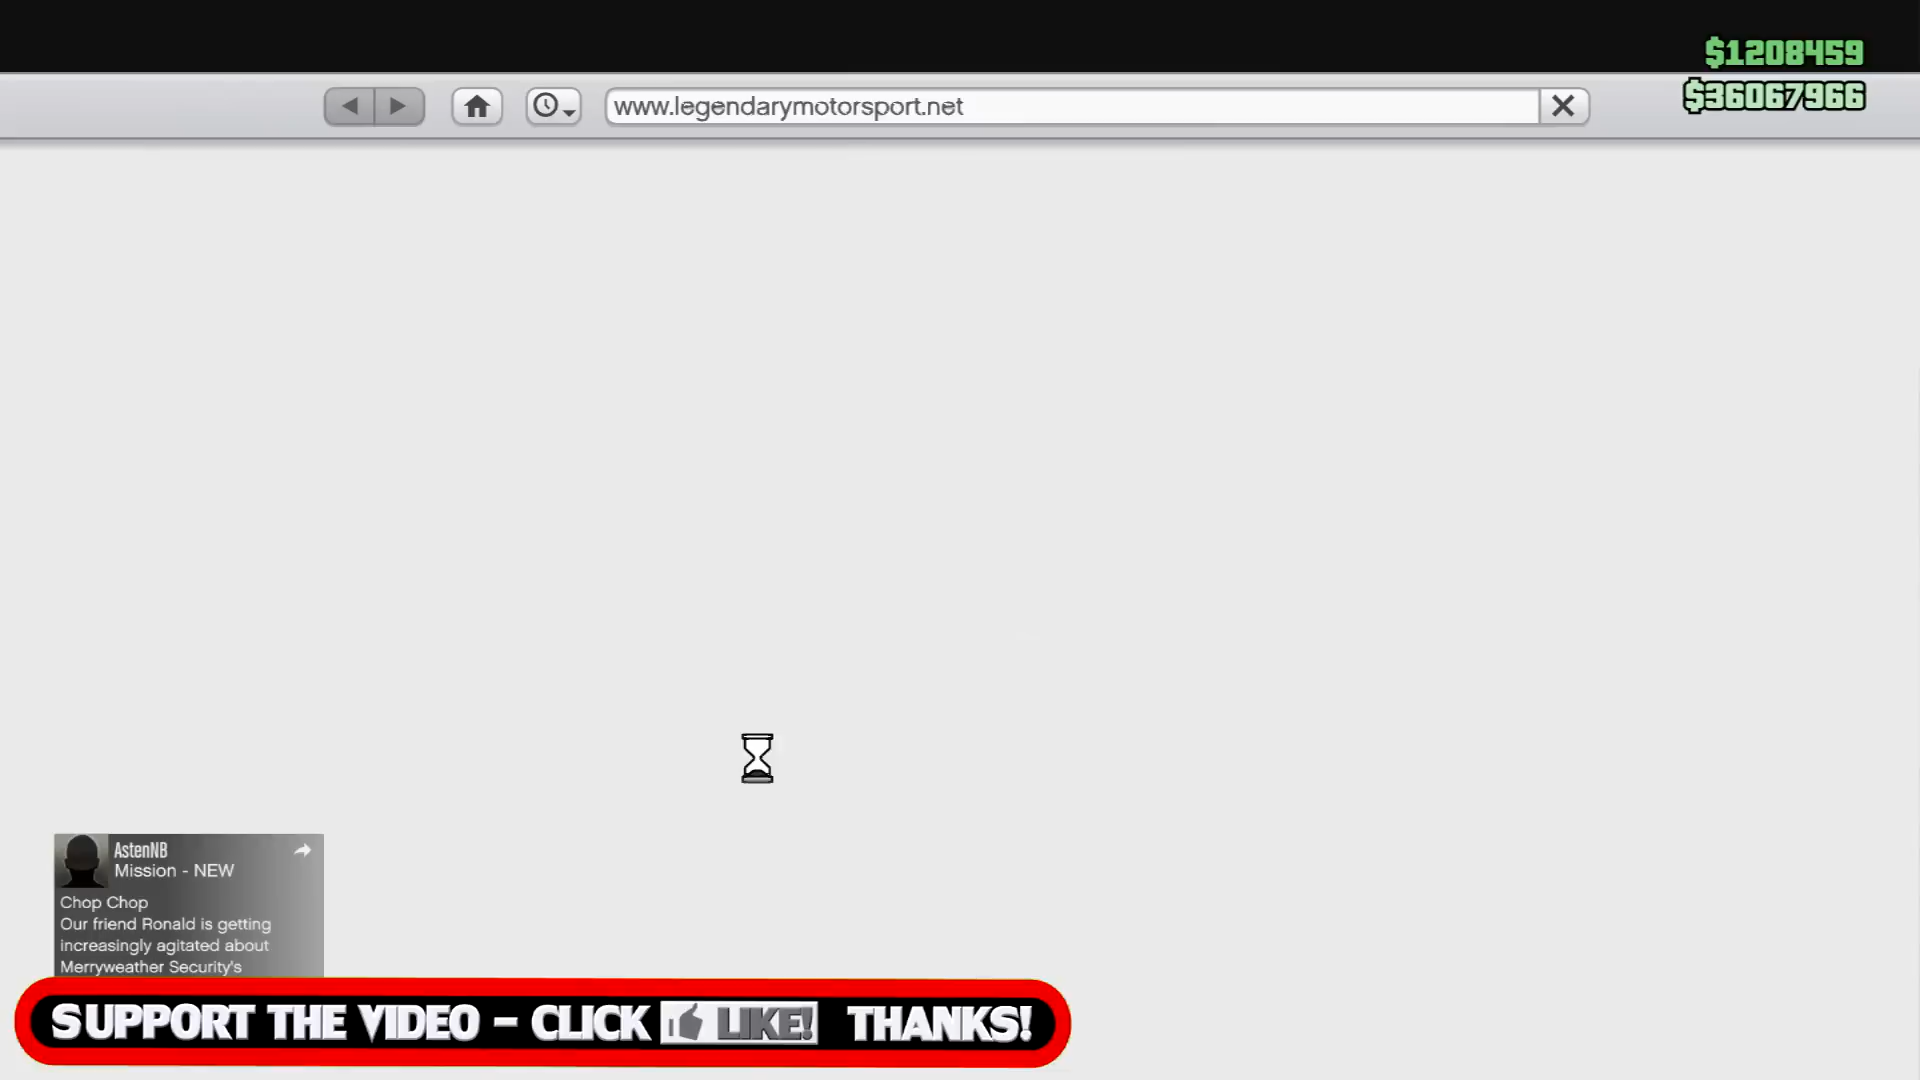 $1208459
www.legendarymotorsport.net
$36067966
AstenNB
Mission - NEW
Chop Chop
Our friend Ronald is getting
increasingly agitated about
Merryweather Security's
SUPPORT THE VIDEO - CLICK LIKE! THANKS!